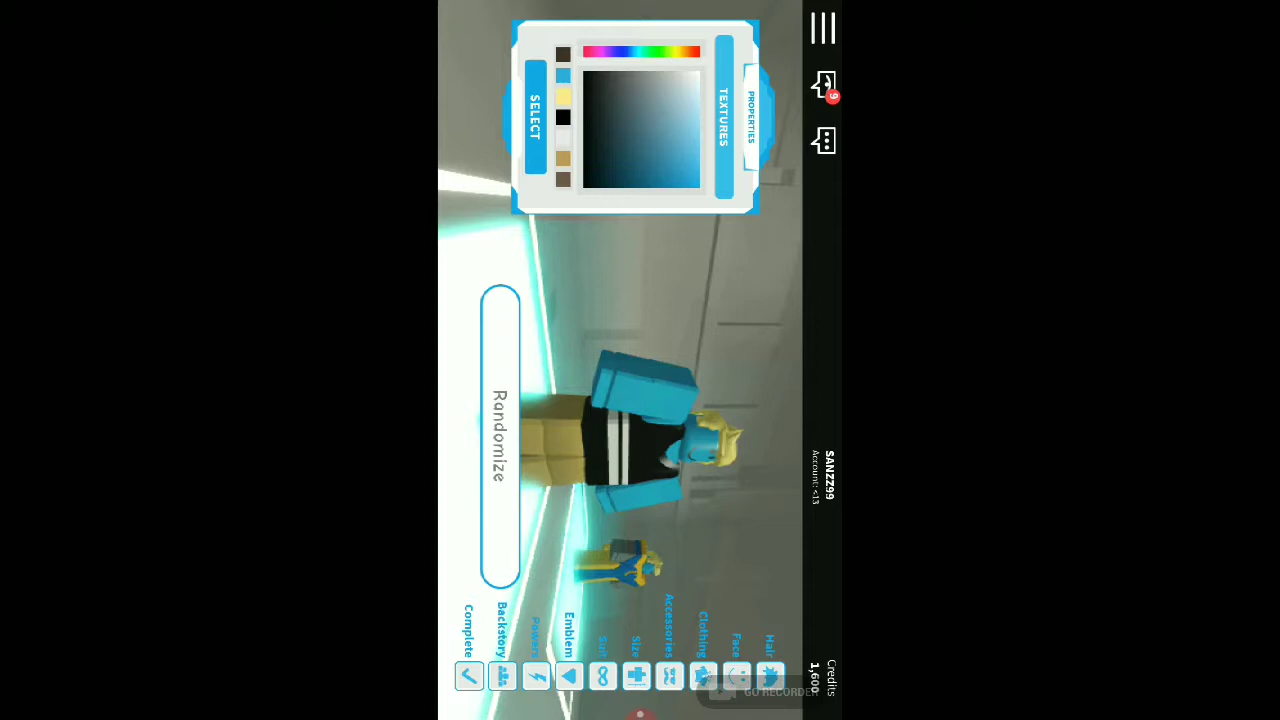 9
SANZZ99
Account: <13
Credits
1,600
PROPERTIES
TEXTURES
SELECT
Hair
Face
Clothing
Accessories
Size
Suit
Emblem
Powers
Backstory
Complete
Randomize
GO RECORDER